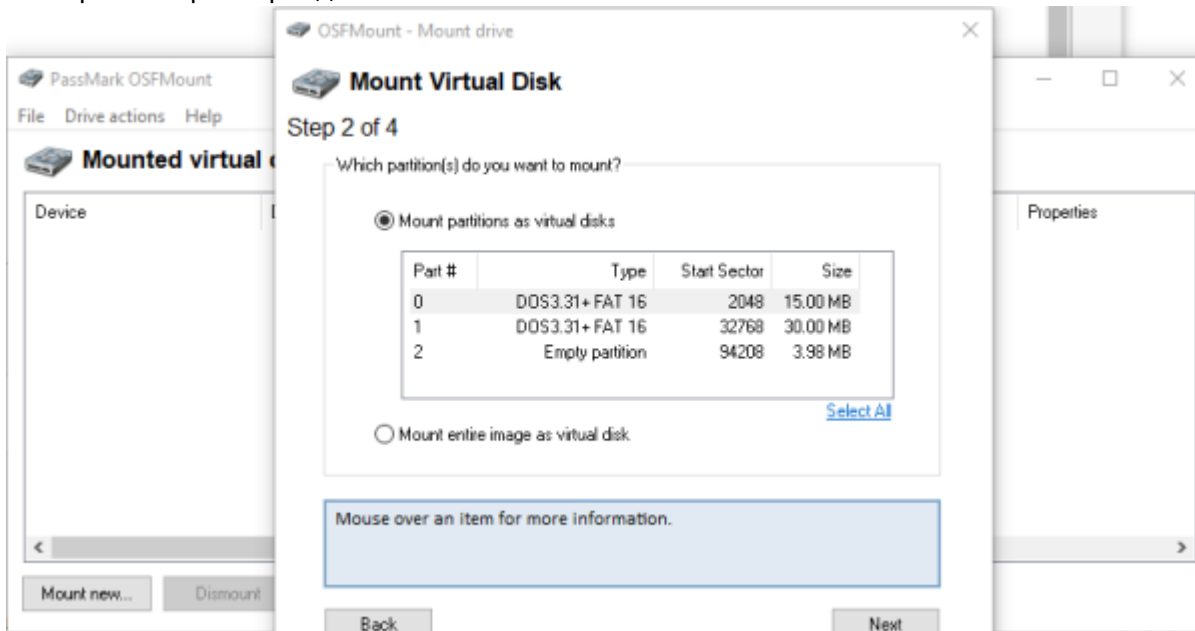 OSFMount - Mount drive
PassMark OSFMount
Mount Virtual Disk
File Drive actions Help
Step 2 of 4
Mounted virtual
Which partition(s) do you want to mount?
Device
Properties
Mount partitions as virtual disks
Part # Type Start Sector Size
0 DOS3.31+ FAT 16 2048 15.00 MB
1 DOS3.31+ FAT 16 32768 30.00 MB
2 Empty partition 94208 3.98 MB
Select All
Mount entire image as virtual disk
Mouse over an item for more information.
Mount new... Dismount
Back Next